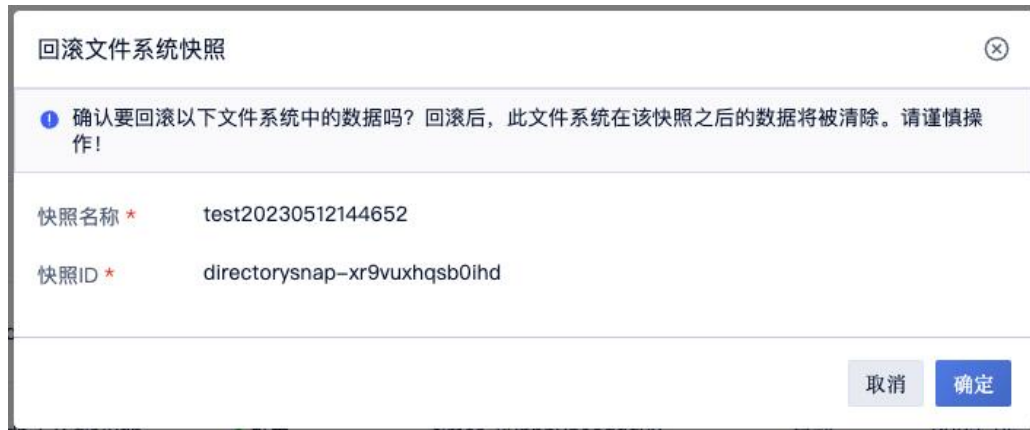 回滚文件系统快照
确认要回滚以下文件系统中的数据吗？回滚后，此文件系统在该快照之后的数据将被清除。请谨慎操
作！
快照名称 * test20230512144652
快照ID * directorysnap-xr9vuxhqsb0ihd
取消 确定